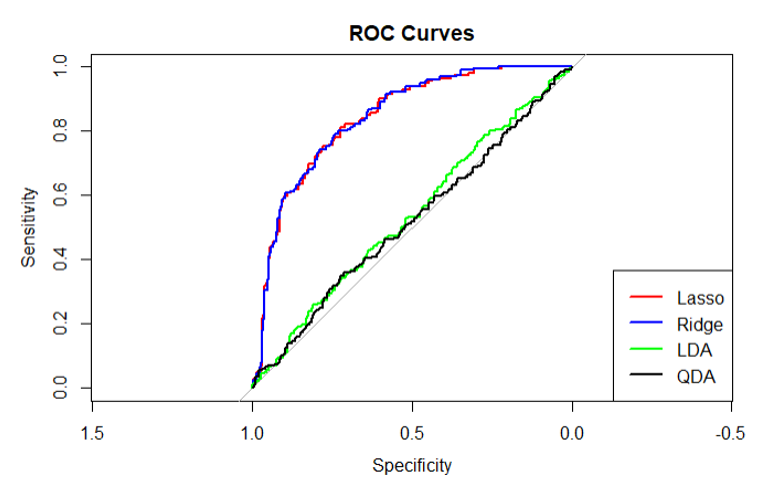 ROC Curves
Sensitivity
1.0
0.8
0.6
0.4
0.2
0.0
Lasso
Ridge
LDA
QDA
1.5 1.0 0.5 0.0 -0.5
Specificity